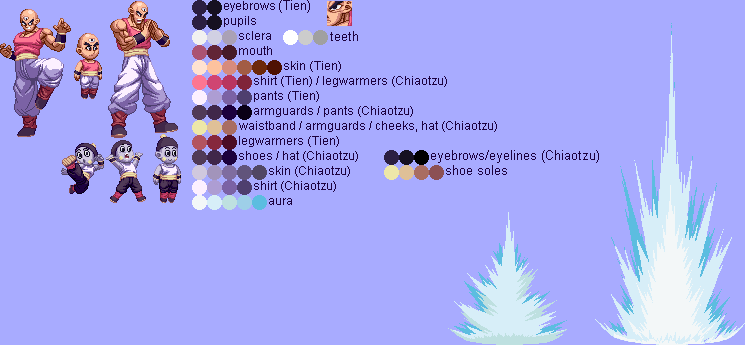 eyebrows (Tien)
pupils
sclera
teeth
mouth
skin (Tien)
shirt (Tien) / legwarmers (Chiaotzu)
pants (Tien)
armguards / pants (Chiaotzu)
waistband / armguards / cheeks, hat (Chiaotzu)
legwarmers (Tien)
shoes / hat (Chiaotzu)
eyebrows/eyelines (Chiaotzu)
skin (Chiaotzu)
shoe soles
shirt (Chiaotzu)
aura